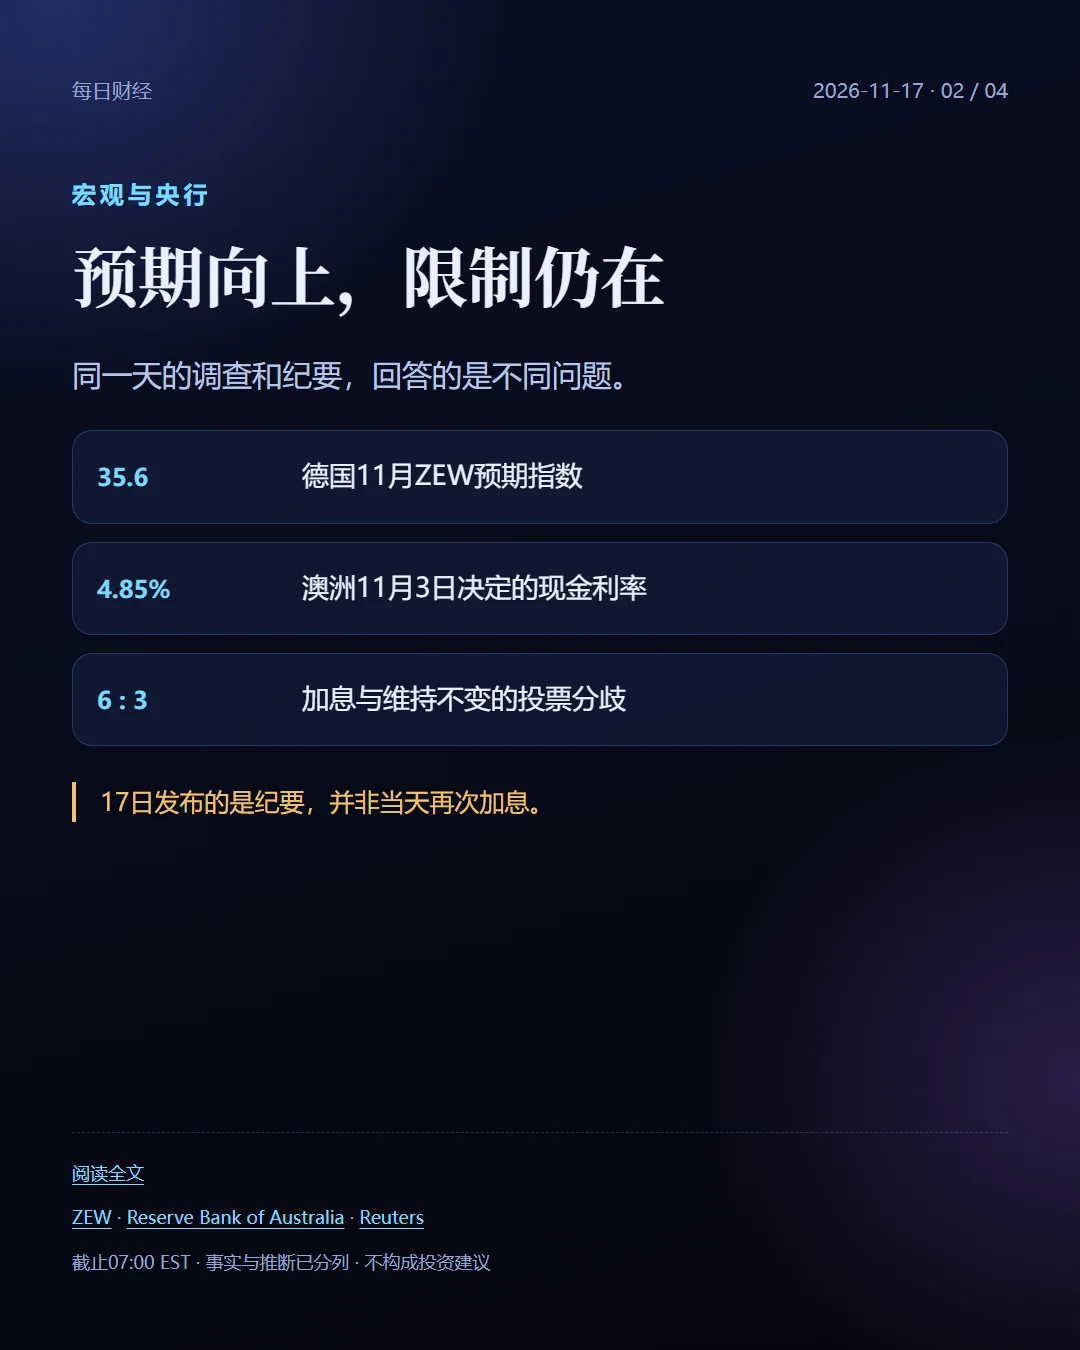 每日财经
2026-11-17 · 02 / 04
宏观与央行
预期向上，限制仍在
同一天的调查和纪要，回答的是不同问题。
35.6 德国11月ZEW预期指数
4.85% 澳洲11月3日决定的现金利率
6 : 3 加息与维持不变的投票分歧
17日发布的是纪要，并非当天再次加息。
阅读全文
ZEW · Reserve Bank of Australia · Reuters
截止07:00 EST · 事实与推断已分列 · 不构成投资建议